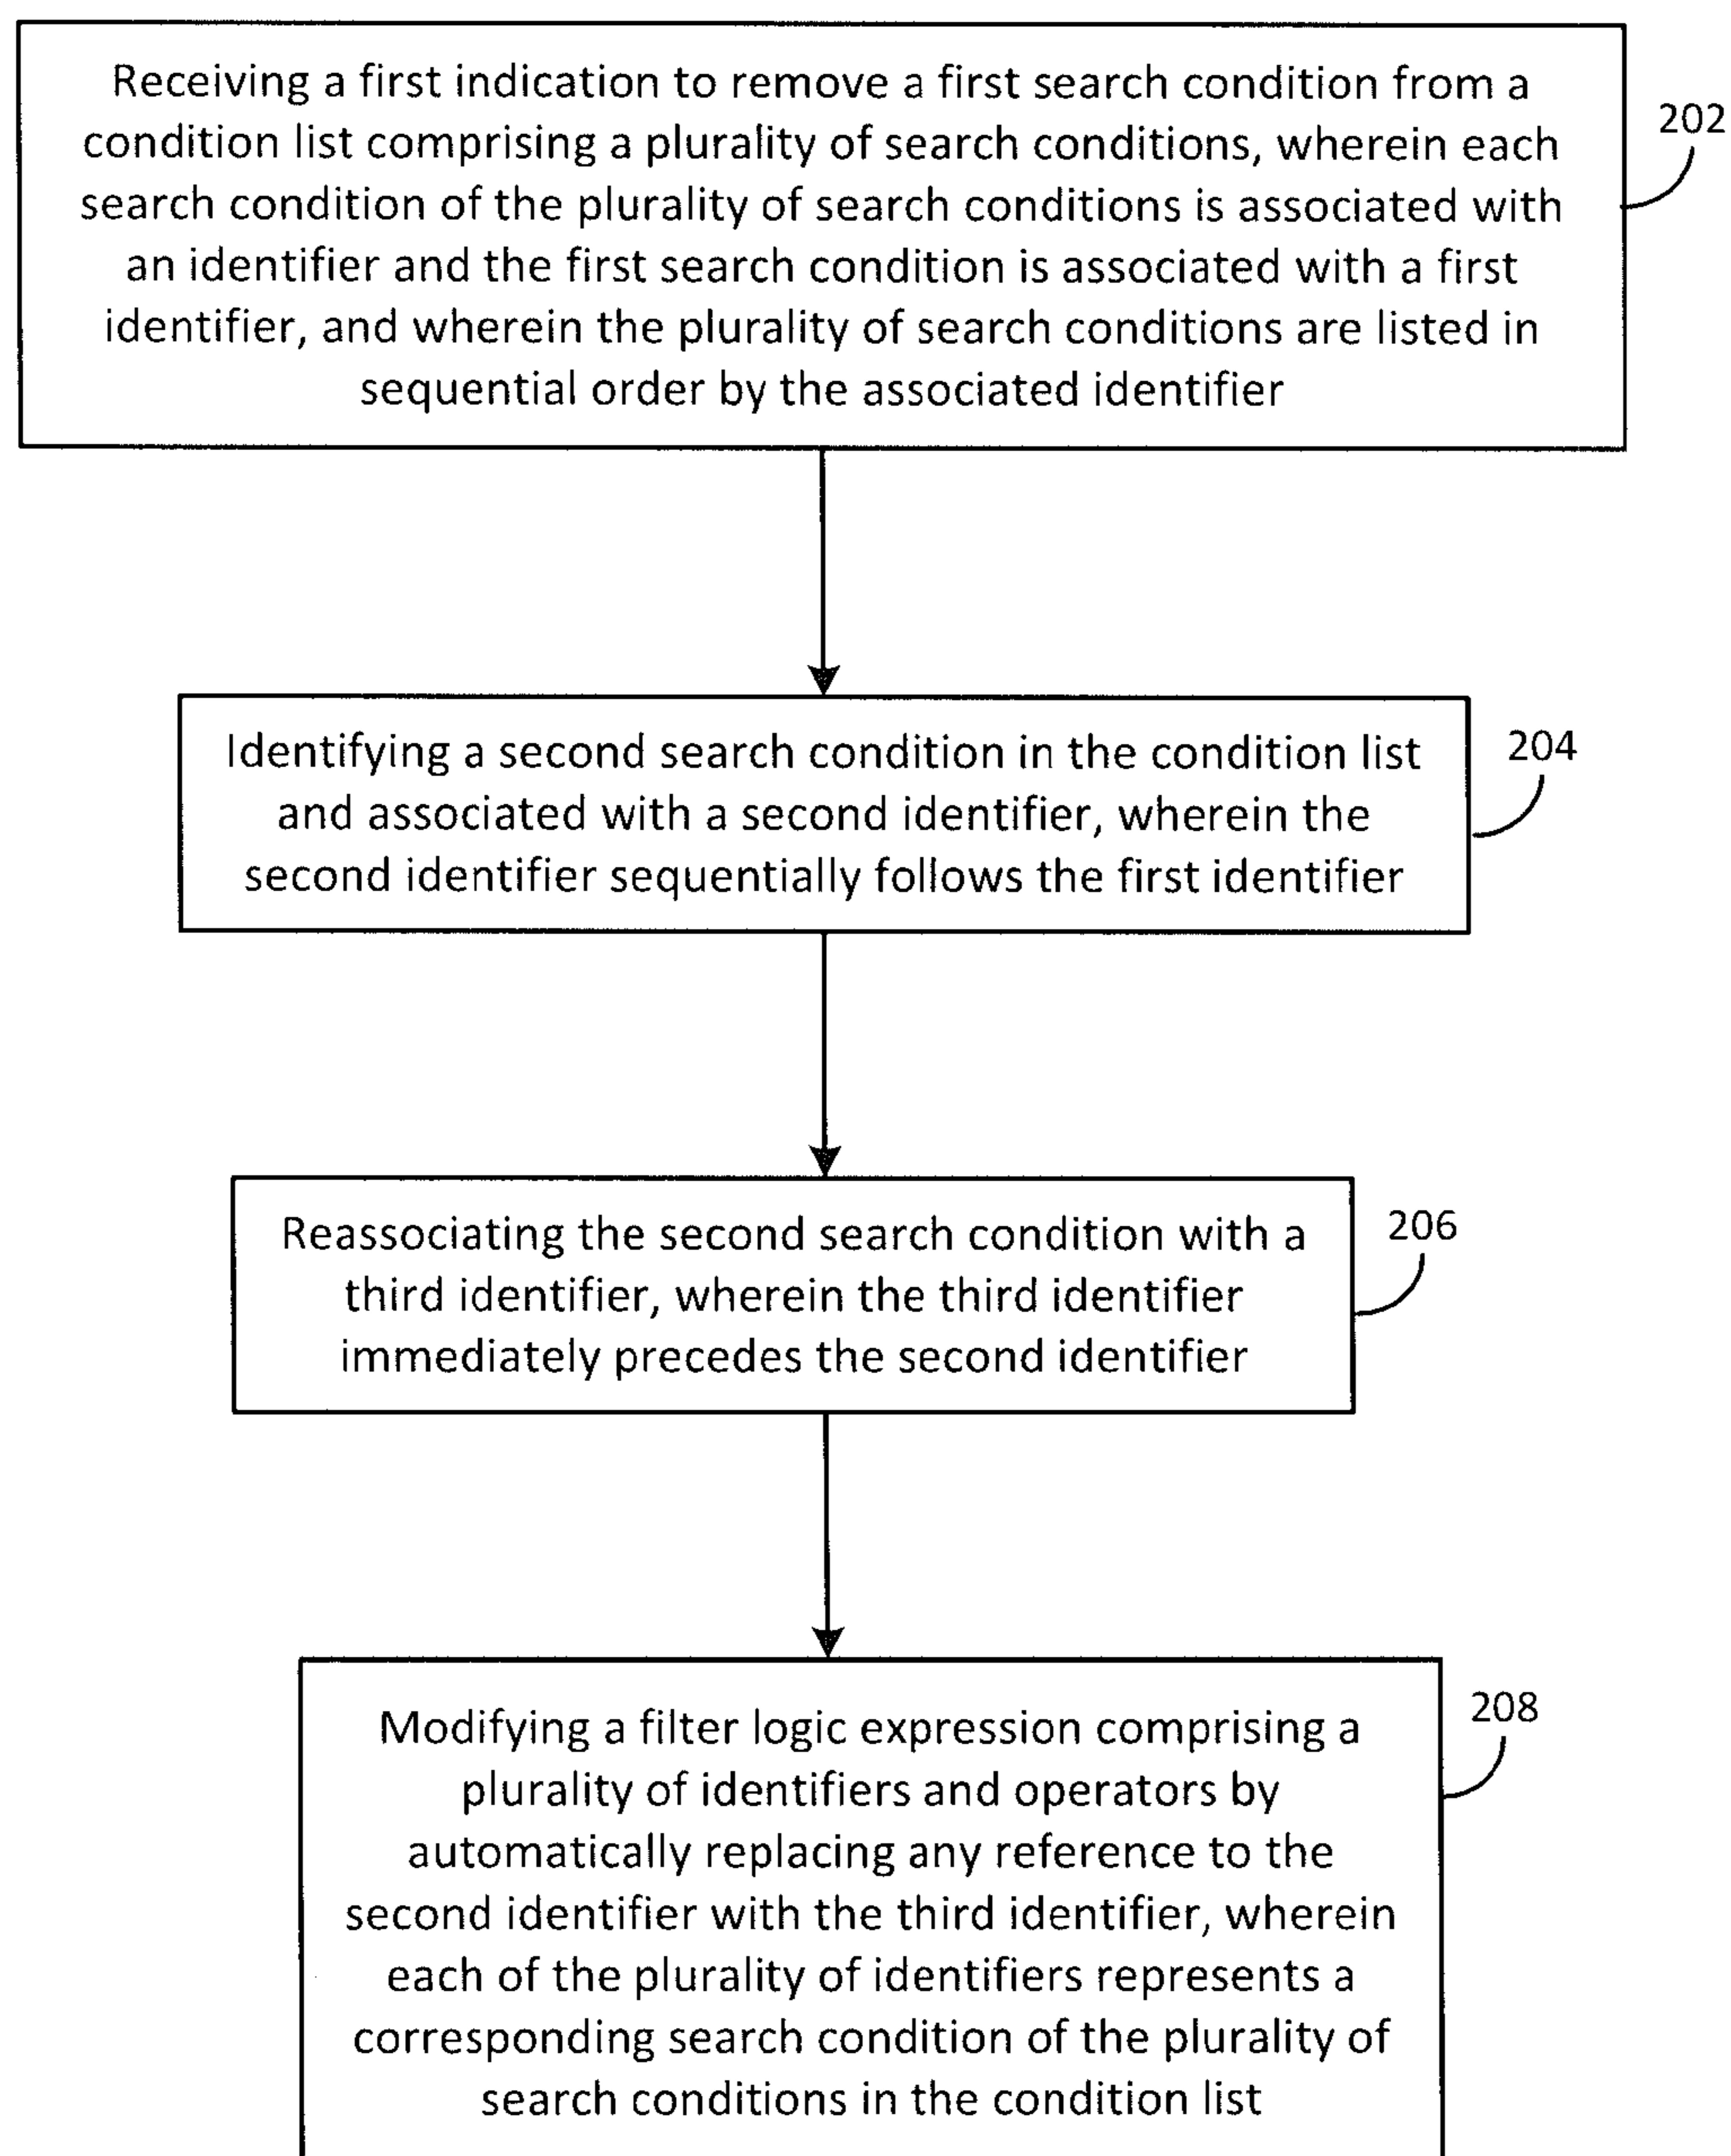 Receiving a first indication to remove a first search condition from a
condition list comprising a plurality of search conditions, wherein each
search condition of the plurality of search conditions is associated with
an identifier and the first search condition is associated with a first
identifier, and wherein the plurality of search conditions are listed in
sequential order by the associated identifier
202
Identifying a second search condition in the condition list
and associated with a second identifier, wherein the
second identifier sequentially follows the first identifier
204
Reassociating the second search condition with a
third identifier, wherein the third identifier
immediately precedes the second identifier
206
Modifying a filter logic expression comprising a
plurality of identifiers and operators by
automatically replacing any reference to the
second identifier with the third identifier, wherein
each of the plurality of identifiers represents a
corresponding search condition of the plurality of
search conditions in the condition list
208